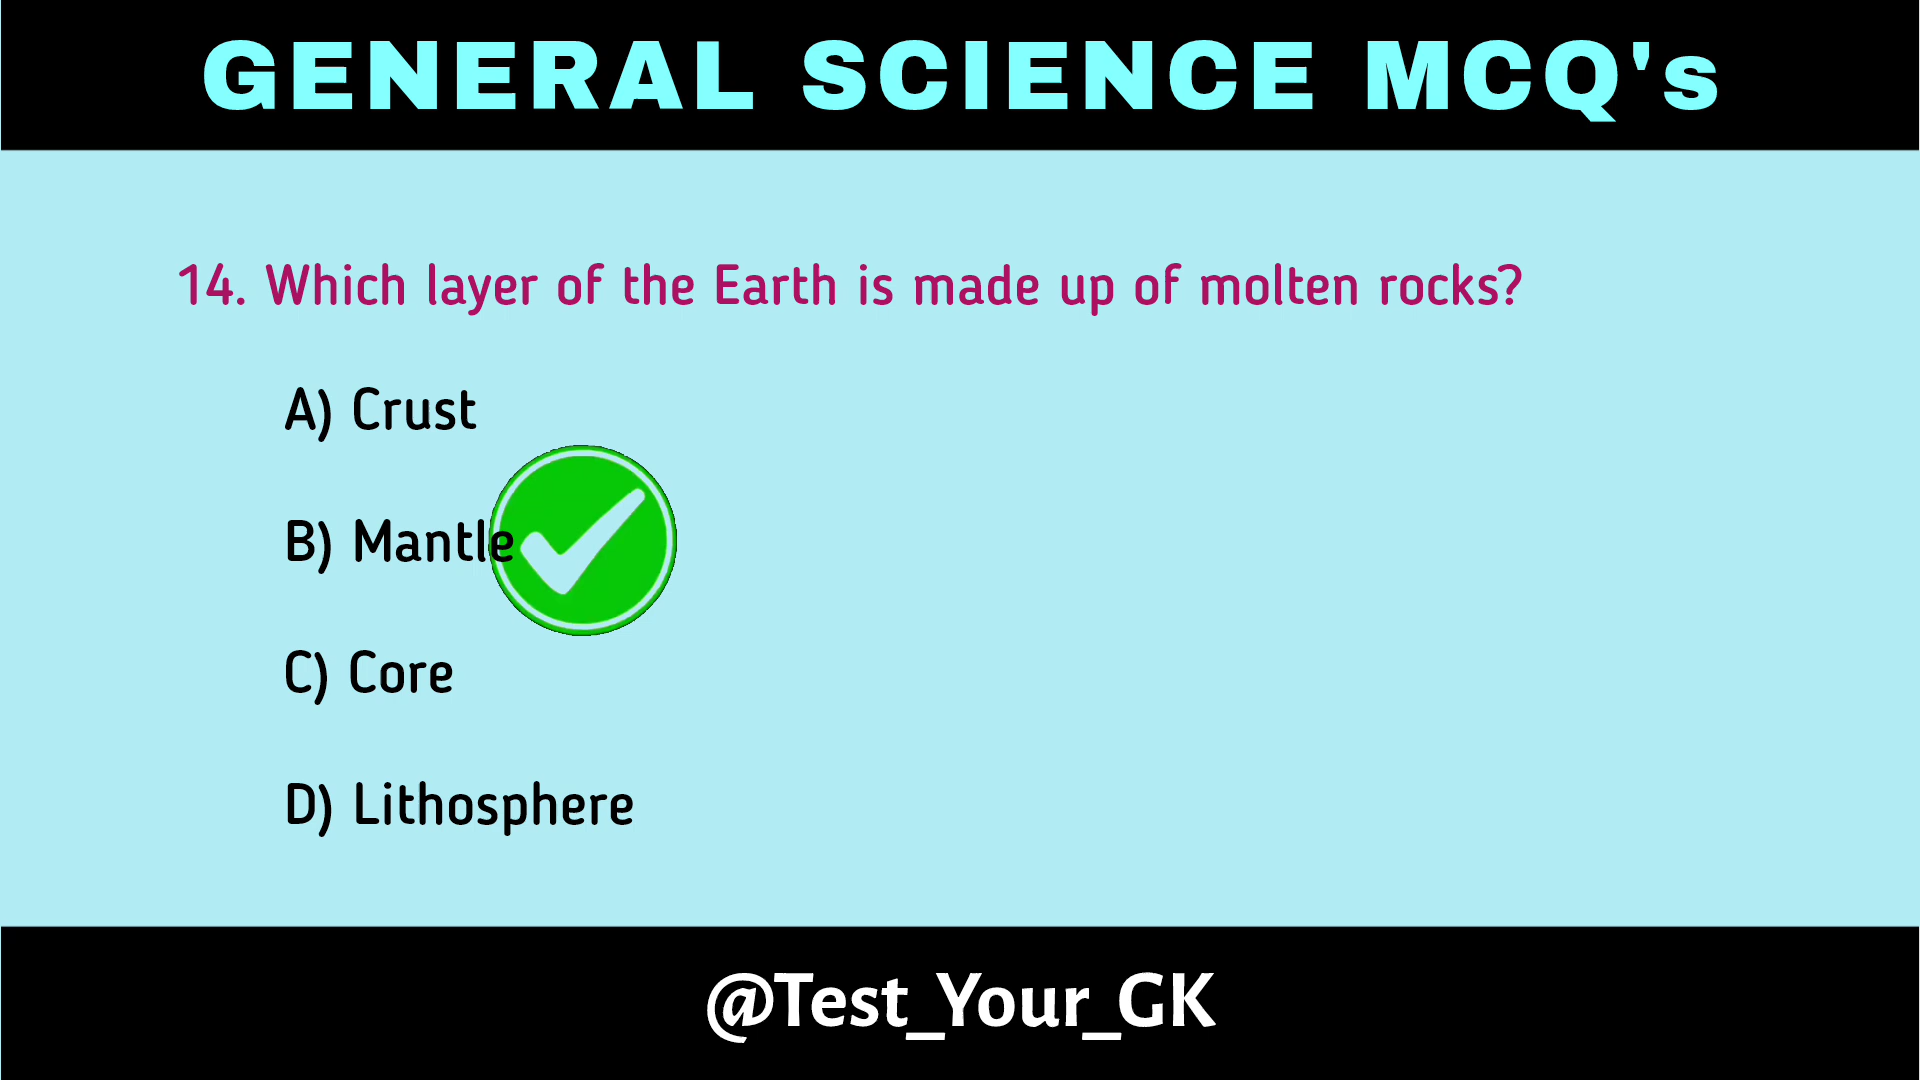 GENERAL SCIENCE MCQ's
14. Which layer of the Earth is made up of molten rocks?
A) Crust
B) Mantle
C) Core
D) Lithosphere
@Test_Your_GK